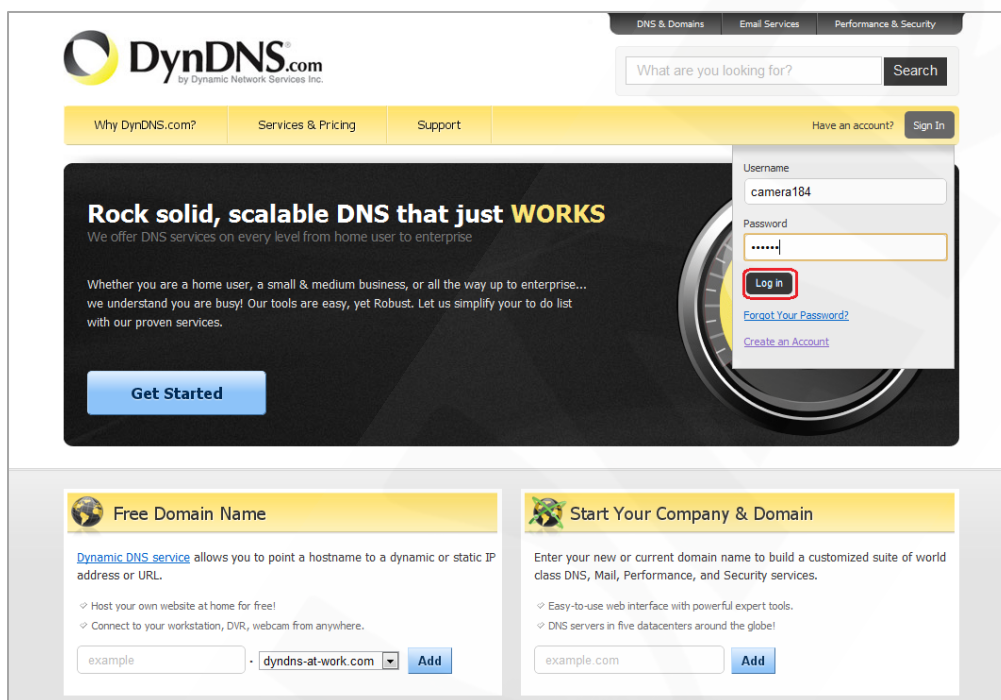 DNS & Domains Email Services Performance & Security
DynDNS.com
by Dynamic Network Services Inc.
What are you looking for? Search
Why DynDNS.com? Services & Pricing Support Have an account? Sign In
Username
camera184
Password
••••••
Log in
Forgot Your Password?
Create an Account
Rock solid, scalable DNS that just WORKS
We offer DNS services on every level from home user to enterprise
Whether you are a home user, a small & medium business, or all the way up to enterprise...
we understand you are busy! Our tools are easy, yet Robust. Let us simplify your to do list
with our proven services.
Get Started
Free Domain Name
Dynamic DNS service allows you to point a hostname to a dynamic or static IP
address or URL.
Host your own website at home for free!
Connect to your workstation, DVR, webcam from anywhere.
example . dyndns-at-work.com Add
Start Your Company & Domain
Enter your new or current domain name to build a customized suite of world
class DNS, Mail, Performance, and Security services.
Easy-to-use web interface with powerful expert tools.
DNS servers in five datacenters around the globe!
example.com Add